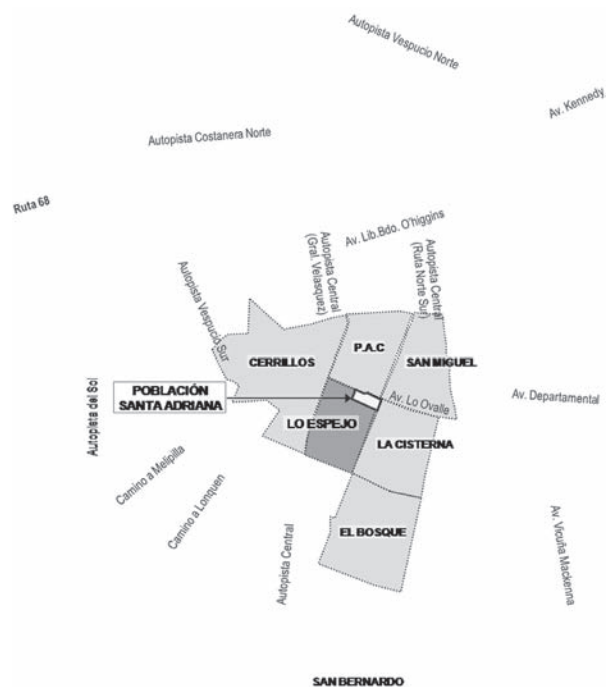 Autopista Vespucio Norte
Av. Kennedy
Autopista Costanera Norte
Ruta 68
Av. Lib.Bdo. O'higgins
Autopista Central
(Gral. Velasquez)
Autopista Central
(Ruta Norte Sur)
Autopista Vespucio Sur
P.A.C
CERRILLOS
SAN MIGUEL
POBLACIÓN
SANTA ADRIANA
Av. Lo Ovalle
Av. Departamental
Autopista del Sol
LO ESPEJO
LA CISTERNA
Camino a Melipilla
Camino a Lonquen
Autopista Central
EL BOSQUE
Av. Vicuña Mackenna
SAN BERNARDO